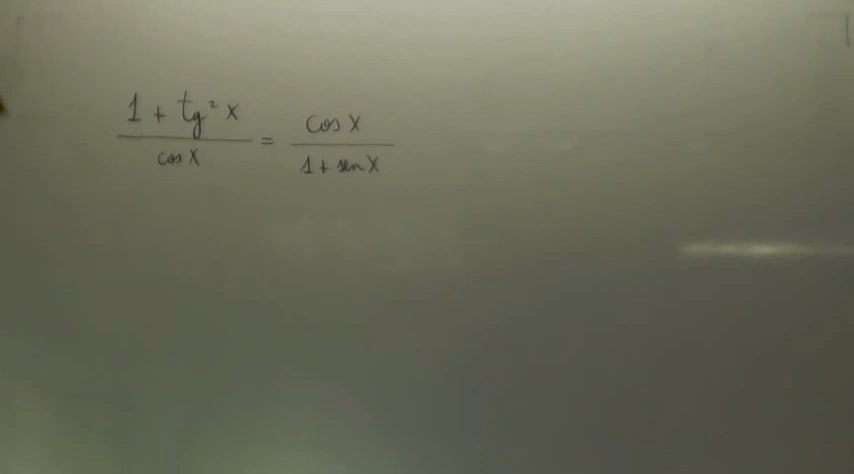 1 + tg² x / cos x = cos x / 1 + sen x